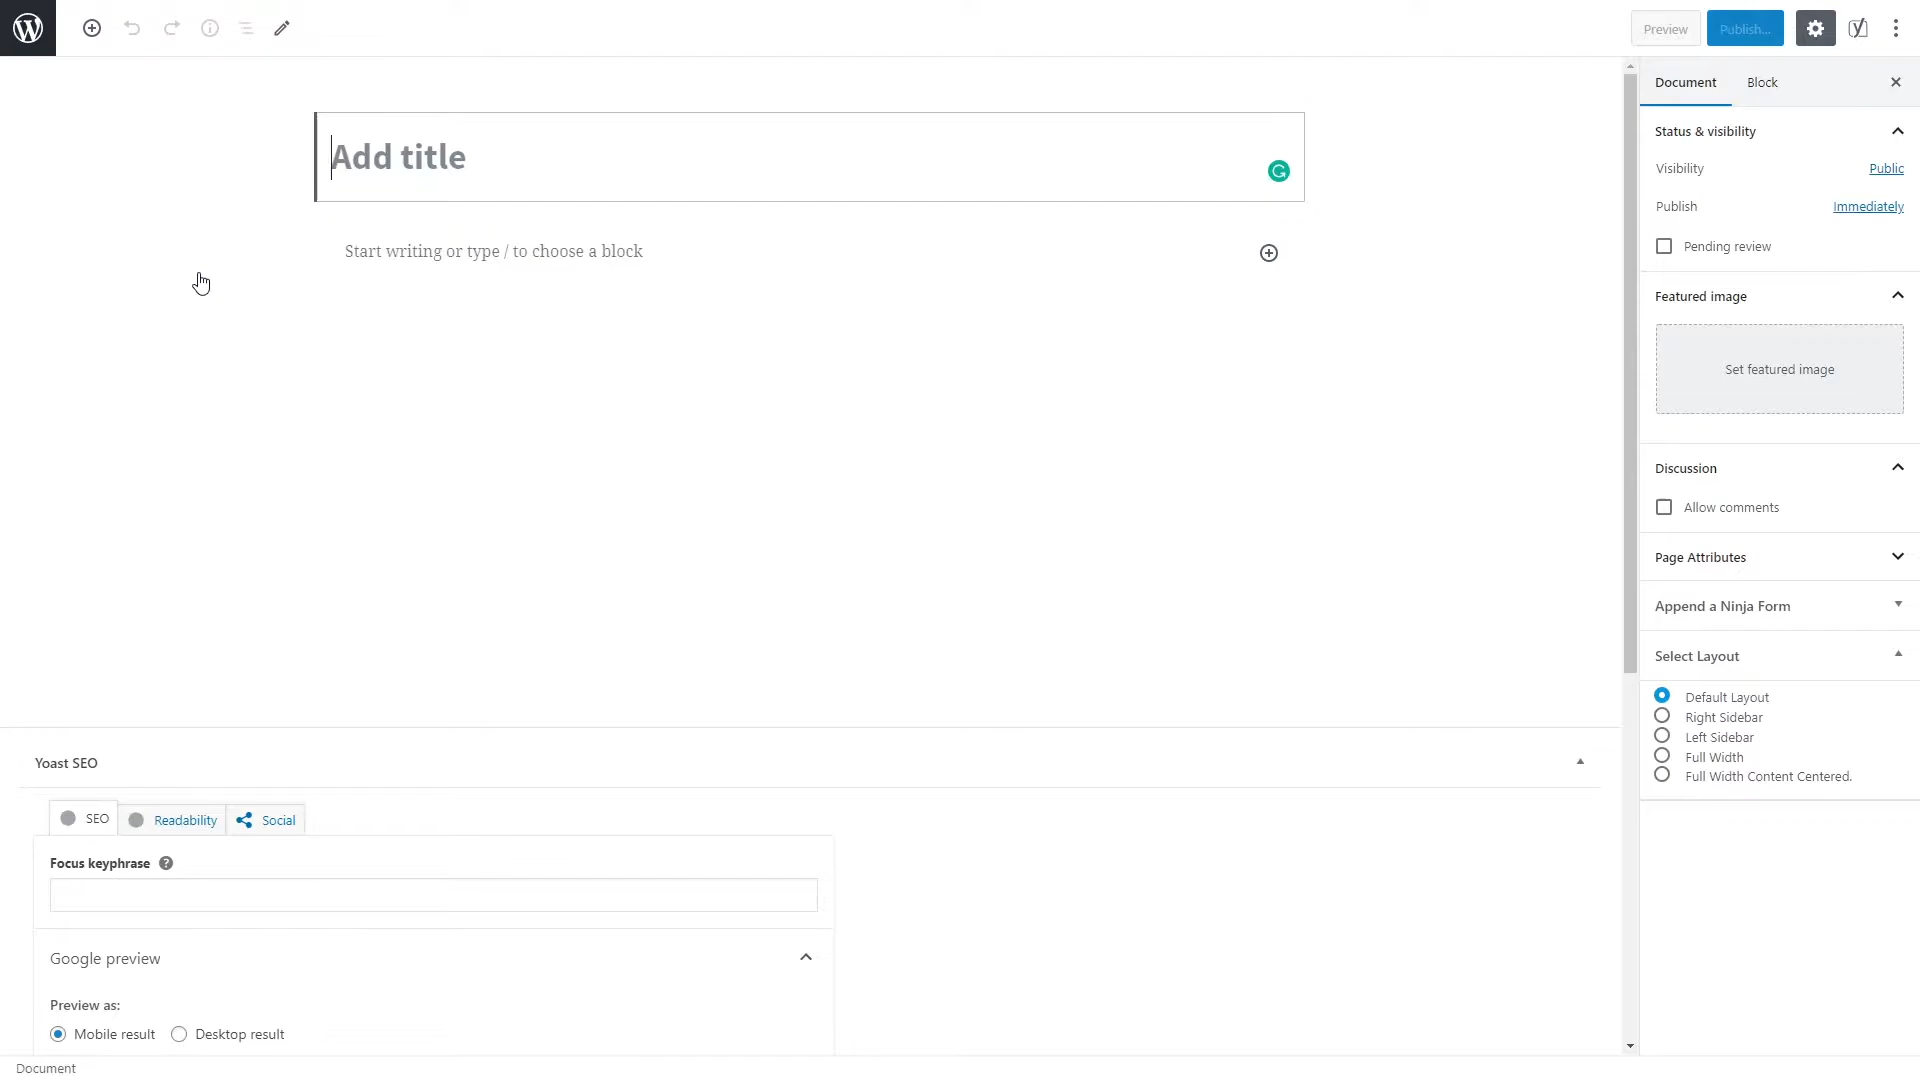 Preview
Publish...
Document
Block
Status & visibility
Visibility
Public
Publish
Immediately
Pending review
Featured image
Set featured image
Discussion
Allow comments
Page Attributes
Append a Ninja Form
Select Layout
Default Layout
Right Sidebar
Left Sidebar
Full Width
Full Width Content Centered.
Add title
Start writing or type / to choose a block
Yoast SEO
SEO
Readability
Social
Focus keyphrase
Google preview
Preview as:
Mobile result
Desktop result
Document